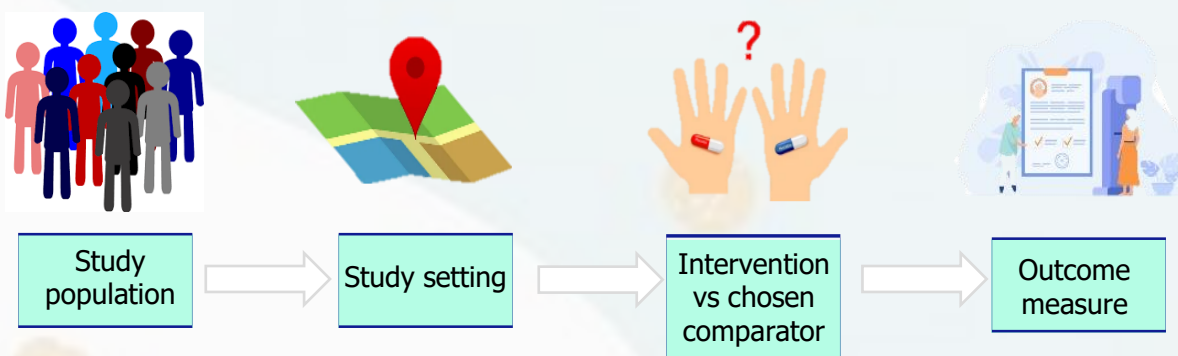 ?
Study
population
Study setting
Intervention
vs chosen
comparator
Outcome
measure